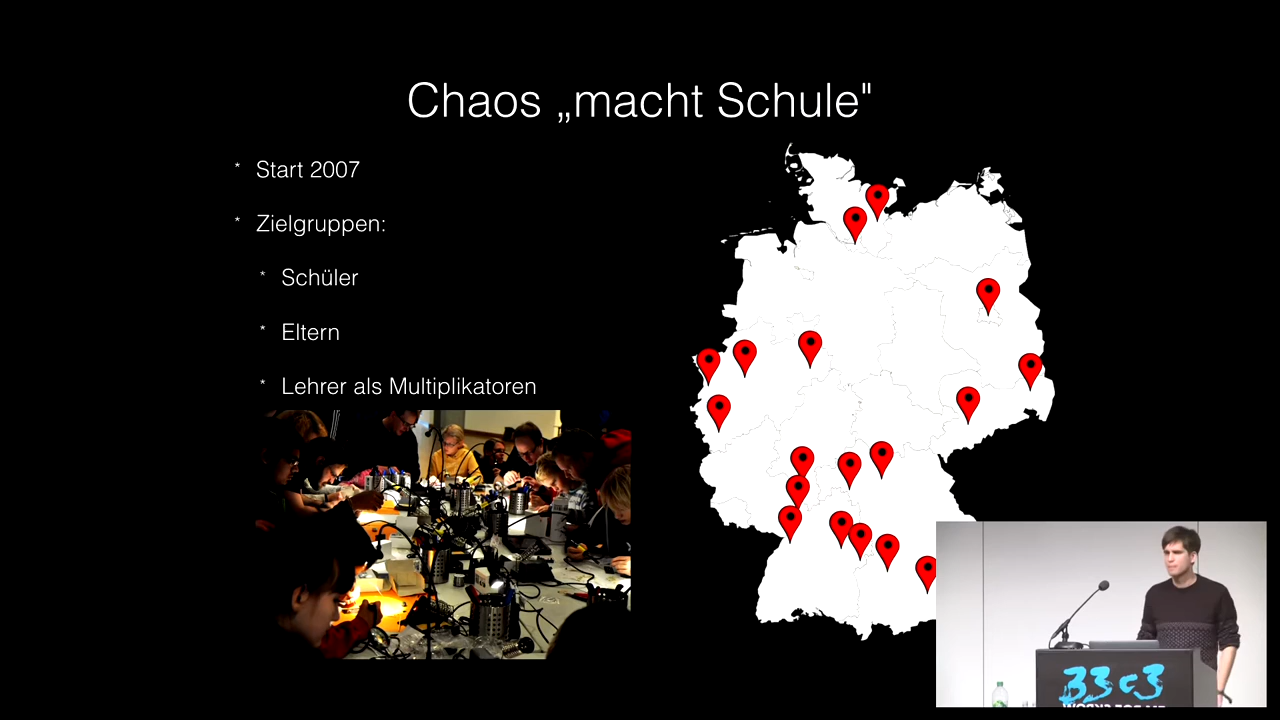 Chaos „macht Schule"
* Start 2007
* Zielgruppen:
* Schüler
* Eltern
* Lehrer als Multiplikatoren
33c3